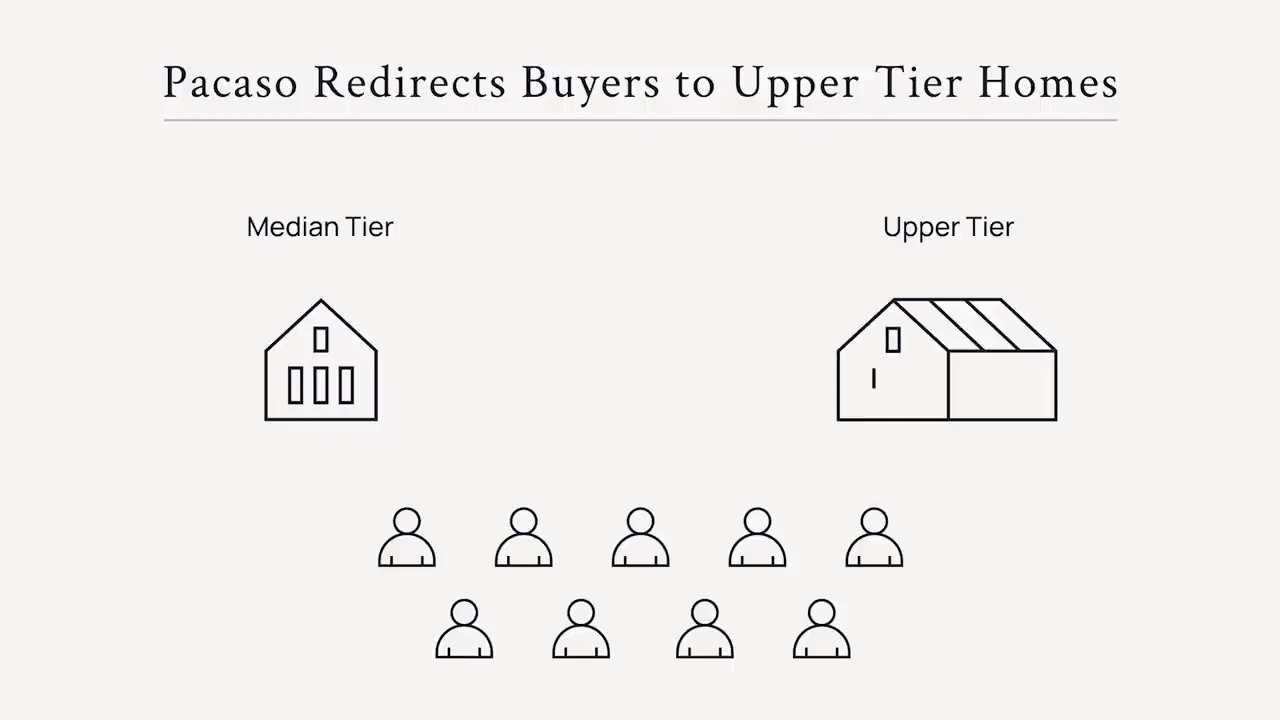 Pacaso Redirects Buyers to Upper Tier Homes
Median Tier
Upper Tier